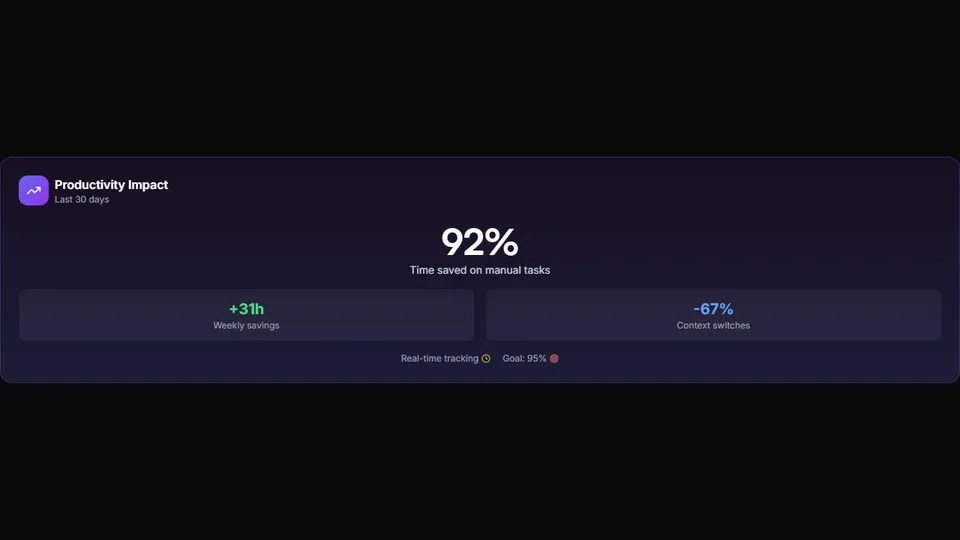 Productivity Impact
Last 30 days
92%
Time saved on manual tasks
+31h
Weekly savings
-67%
Context switches
Real-time tracking Goal: 95%